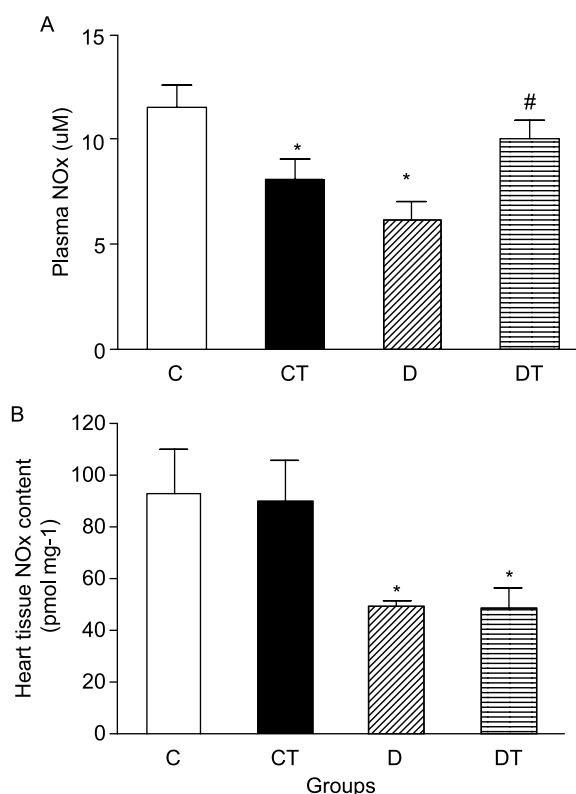 A
Plasma NOx (uM)
15
10
5
0
*
*
#
C CT D DT
B
Heart tissue NOx content
(pmol mg-1)
120
100
80
60
40
20
0
*
*
C CT D DT
Groups